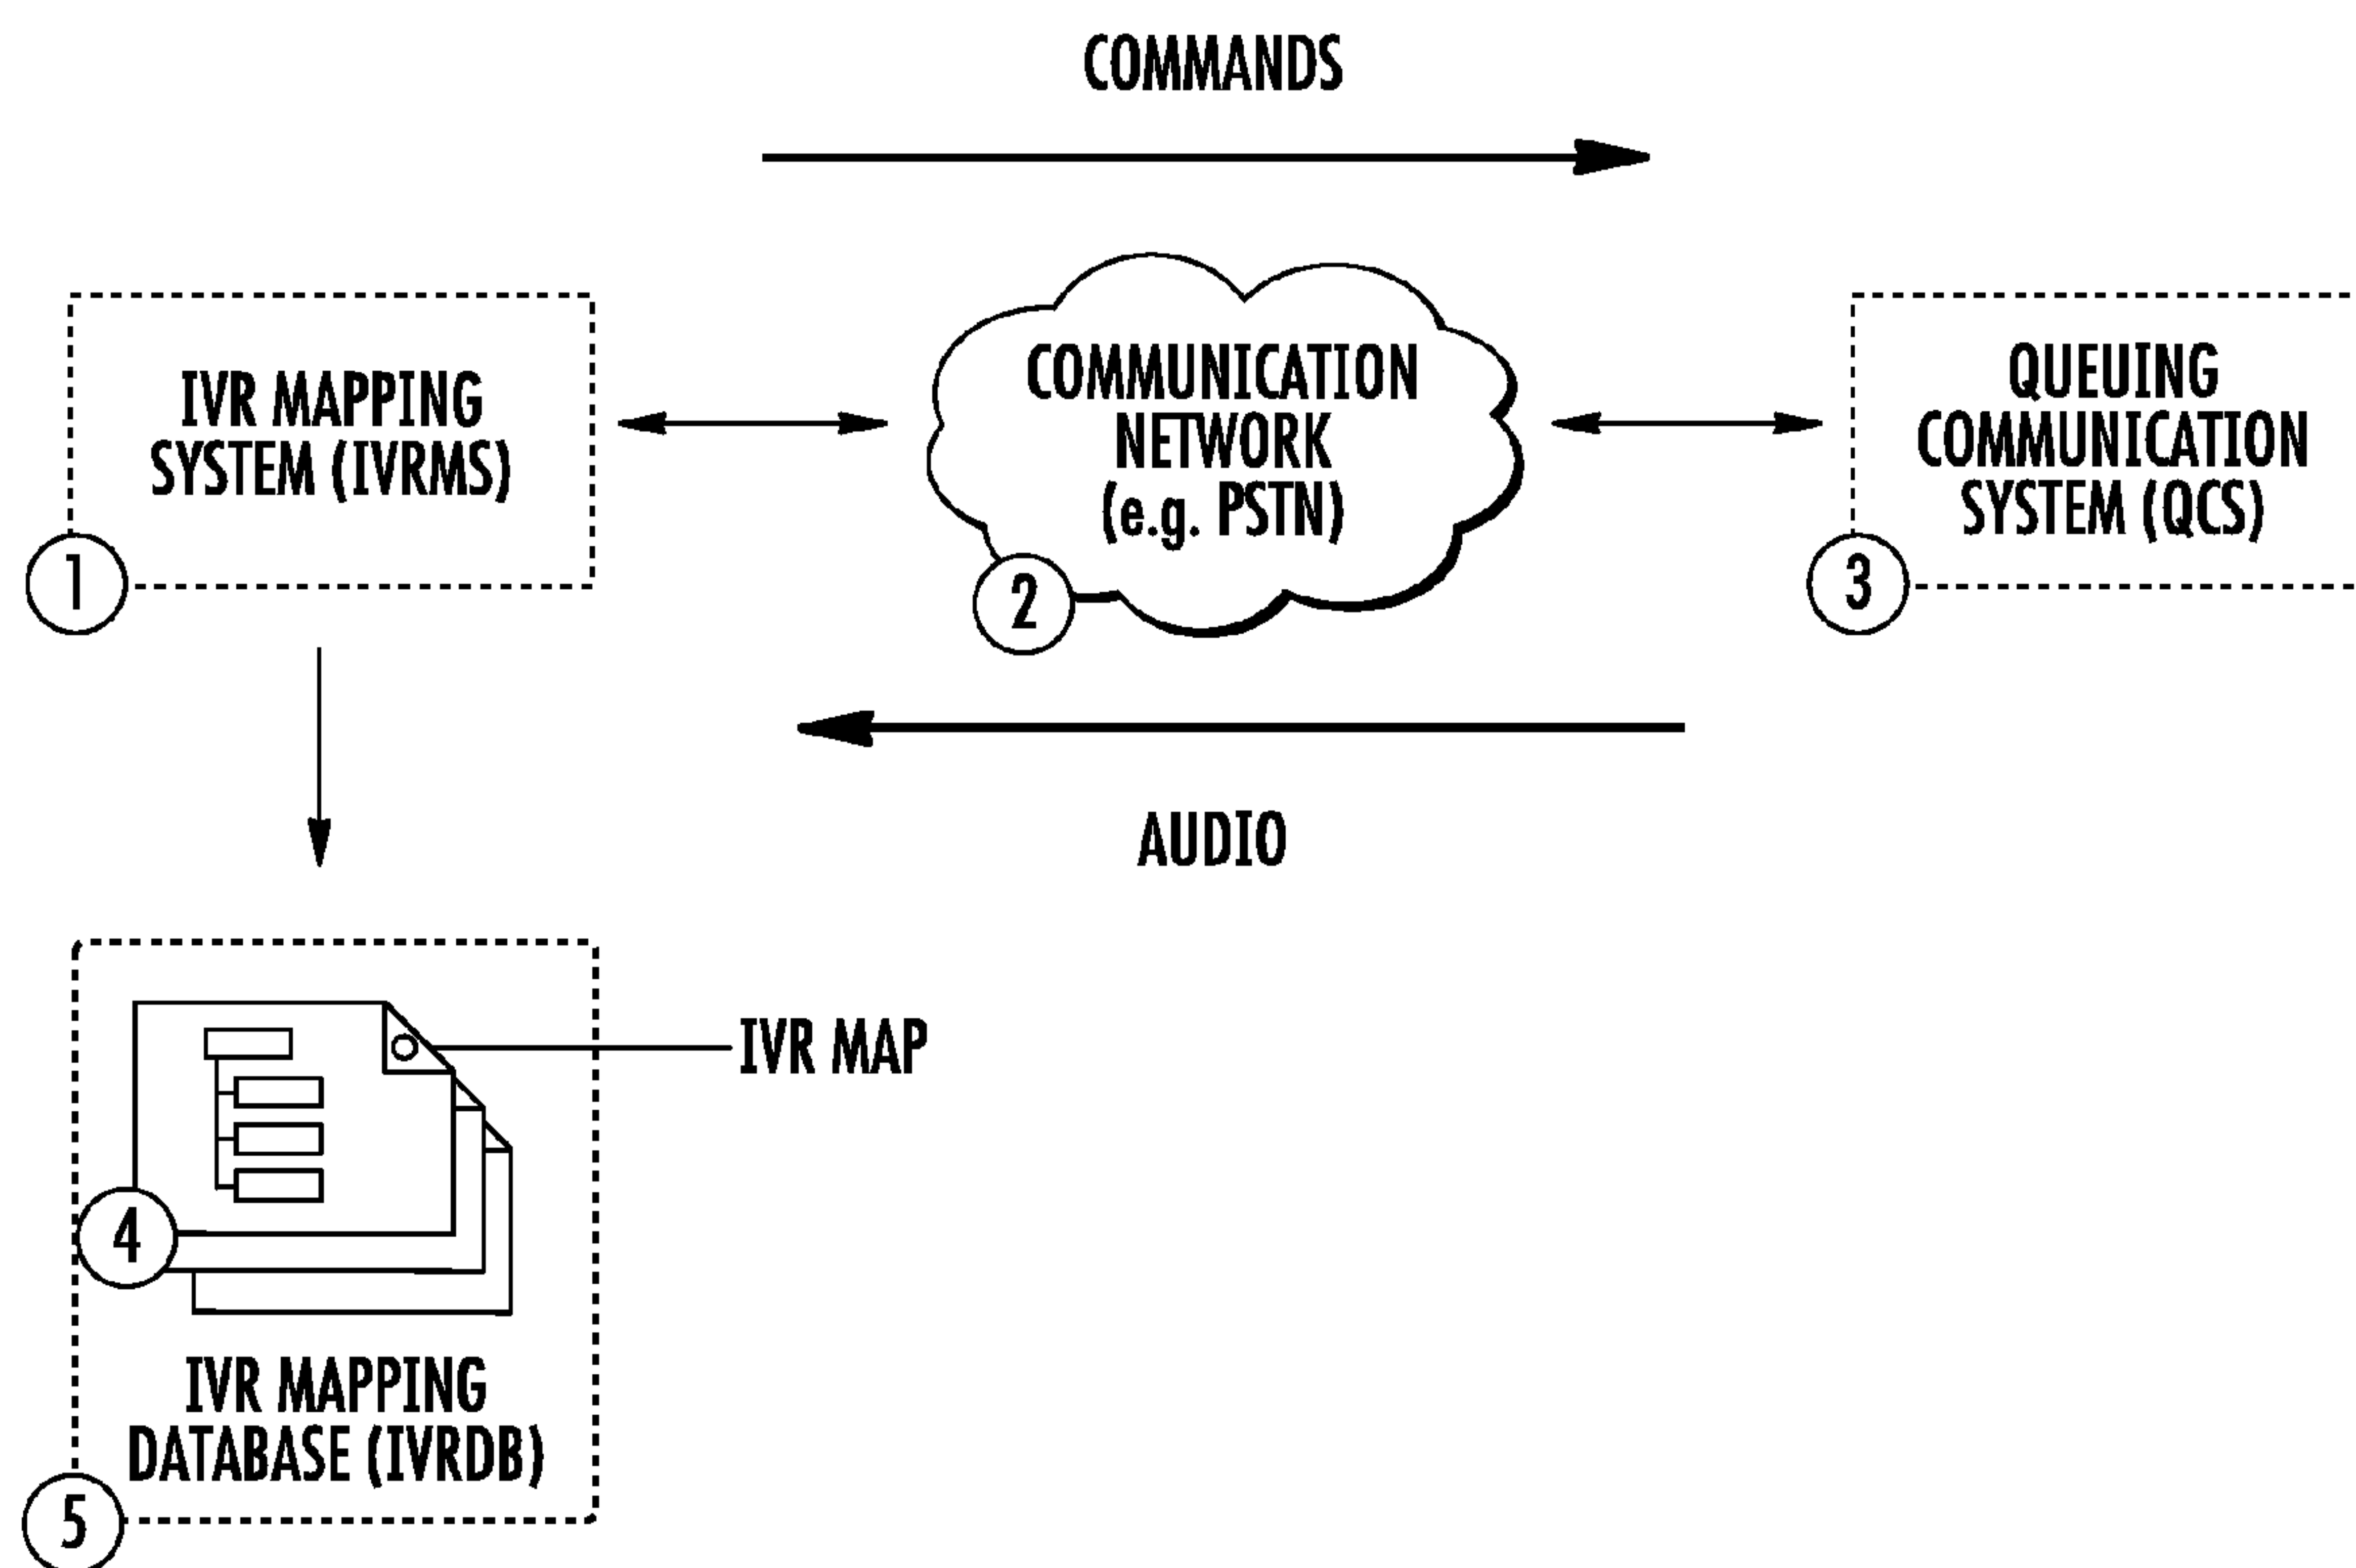 COMMANDS
IVR MAPPING
SYSTEM (IVRMS)
1
COMMUNICATION
NETWORK
(e.g. PSTN)
2
QUEUING
COMMUNICATION
SYSTEM (QCS)
3
AUDIO
IVR MAP
4
IVR MAPPING
DATABASE (IVRDB)
5